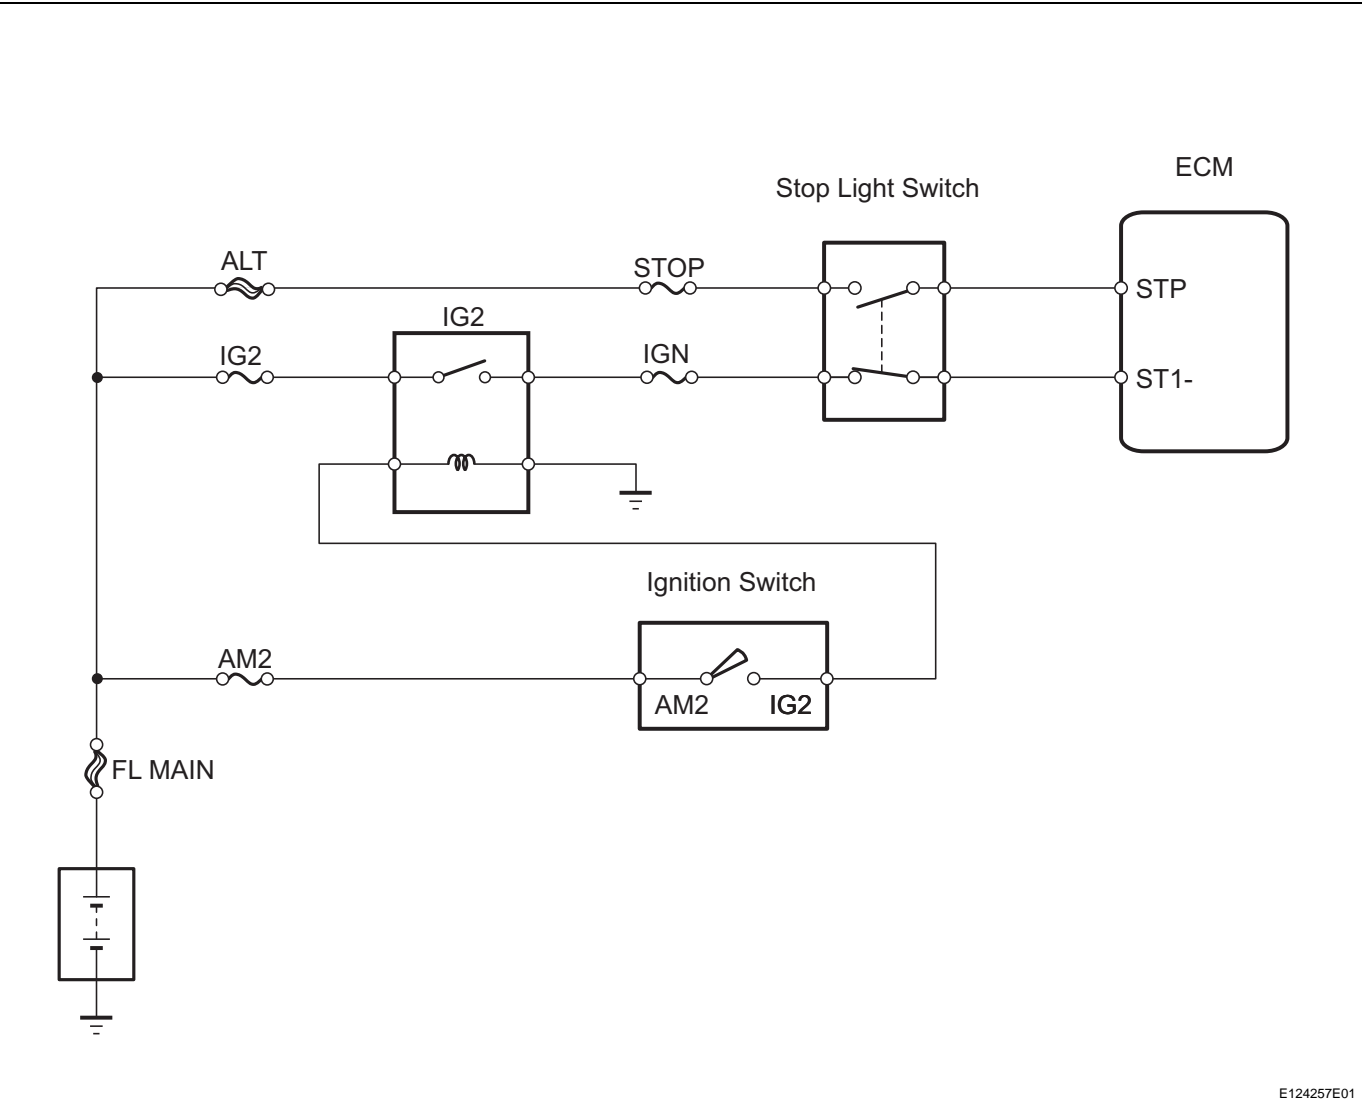 ECM
Stop Light Switch
ALT
STOP
STP
IG2
IG2
IGN
ST1-
Ignition Switch
AM2
AM2
IG2
FL MAIN
E124257E01